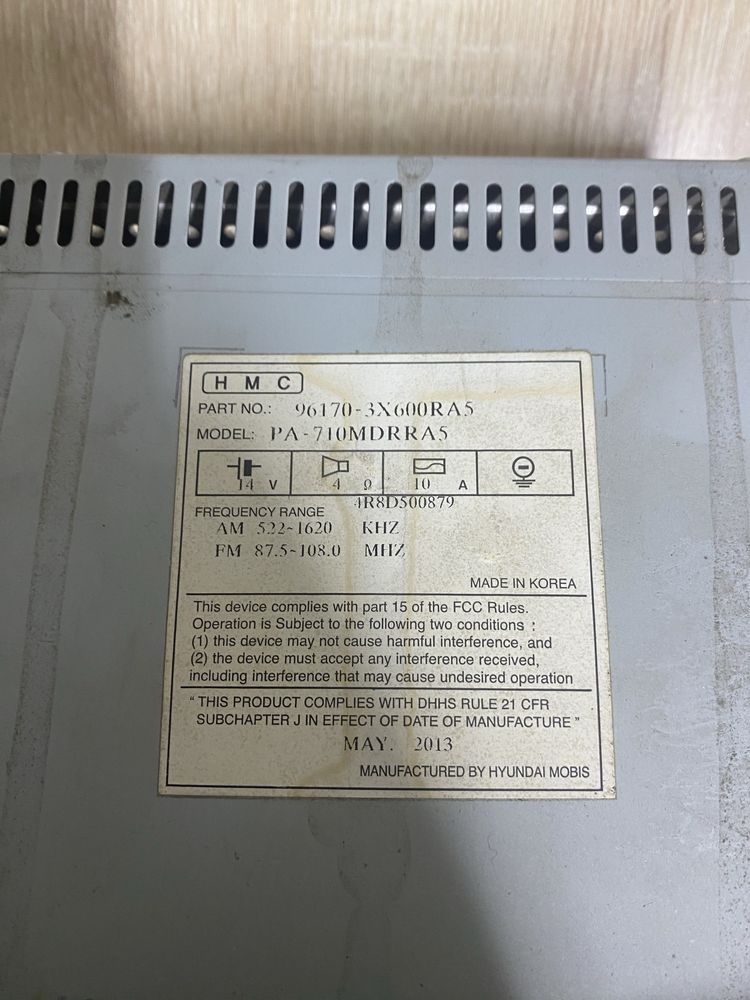 HMC
PART NO.: 96170-3X600RA5
MODEL: PA-710MDRRA5
14 V 4 Ω 10 A
4R8D500879
FREQUENCY RANGE
AM 522~1620 KHZ
FM 87.5~108.0 MHZ
MADE IN KOREA
This device complies with part 15 of the FCC Rules.
Operation is Subject to the following two conditions :
(1) this device may not cause harmful interference, and
(2) the device must accept any interference received,
including interference that may cause undesired operation
“ THIS PRODUCT COMPLIES WITH DHHS RULE 21 CFR
SUBCHAPTER J IN EFFECT OF DATE OF MANUFACTURE ”
MAY. 2013
MANUFACTURED BY HYUNDAI MOBIS